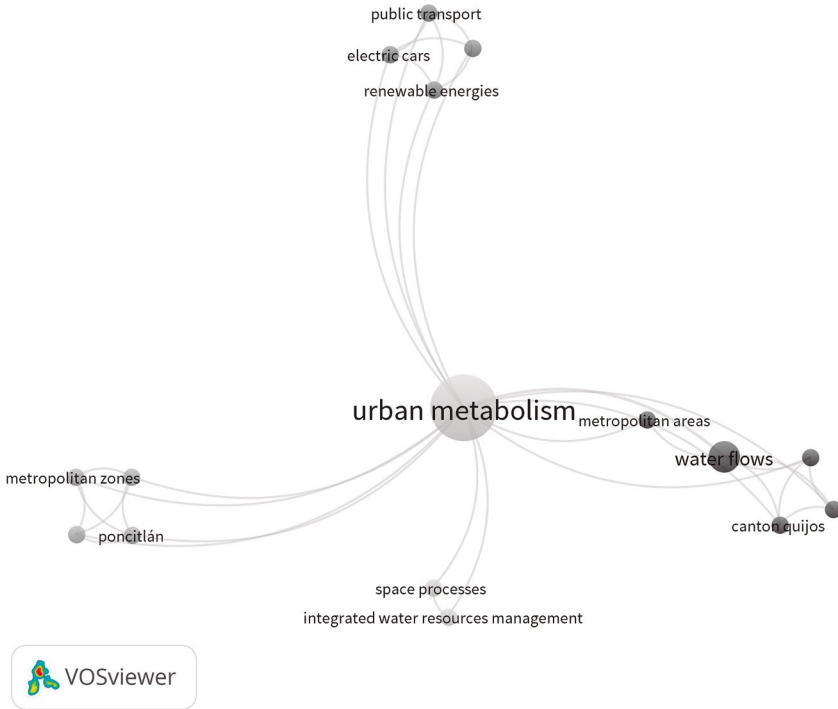 public transport
electric cars
renewable energies
urban metabolism
metropolitan areas
water flows
metropolitan zones
canton quijos
poncitlán
space processes
integrated water resources management
VOSviewer